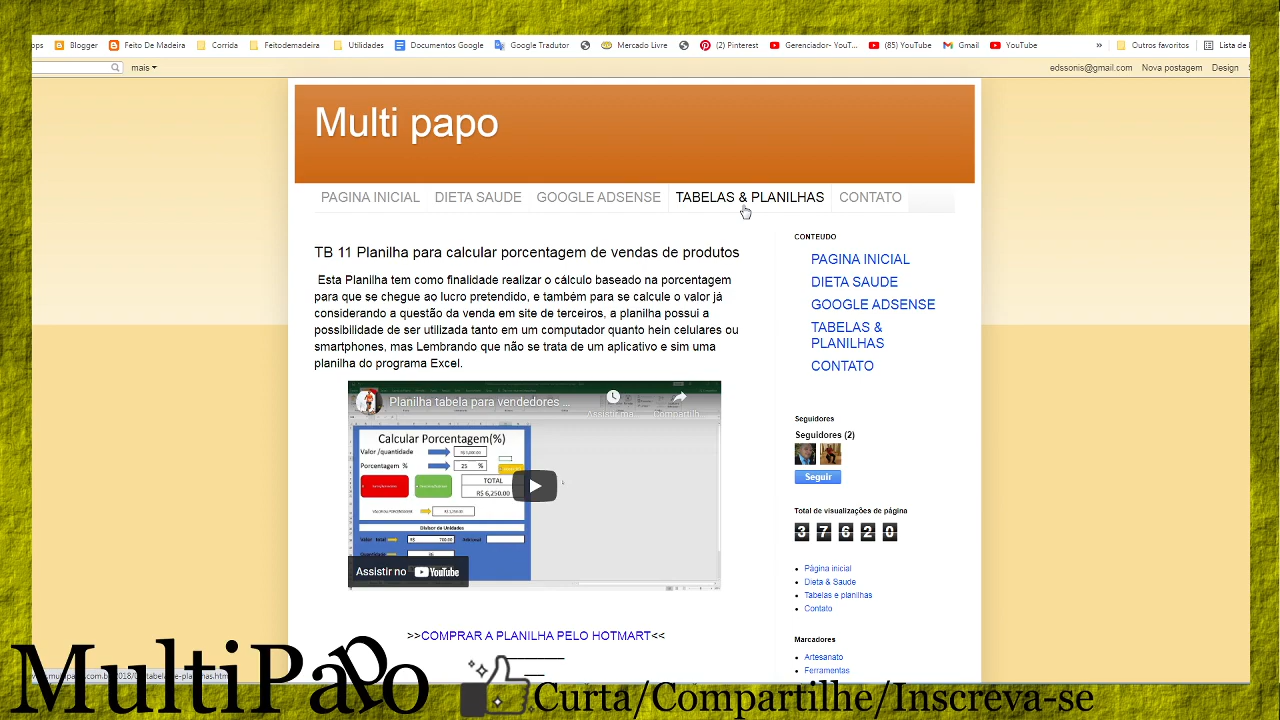 Blogger Feito De Madeira Corrida Feitodemadeira Utilidades Documentos Google Google Tradutor Mercado Livre (2) Pinterest Gerenciador- YouT... (85) YouTube Gmail YouTube » Outros favoritos Lista de
mais edssonis@gmail.com Nova postagem Design
Multi papo
PAGINA INICIAL DIETA SAUDE GOOGLE ADSENSE TABELAS & PLANILHAS CONTATO
TB 11 Planilha para calcular porcentagem de vendas de produtos
Esta Planilha tem como finalidade realizar o cálculo baseado na porcentagem
para que se chegue ao lucro pretendido, e também para se calcule o valor já
considerando a questão da venda em site de terceiros, a planilha possui a
possibilidade de ser utilizada tanto em um computador quanto hein celulares ou
smartphones, mas Lembrando que não se trata de um aplicativo e sim uma
planilha do programa Excel.
Planilha tabela para vendedores ...
Assistir ma...
Compartilh...
Calcular Porcentagem(%)
Valor /quantidade
Porcentagem % 25 %
TOTAL
R$ 6,250.00
Divisor de Unidades
Assistir no YouTube
>>COMPRAR A PLANILHA PELO HOTMART<<
CONTEUDO
PAGINA INICIAL
DIETA SAUDE
GOOGLE ADSENSE
TABELAS &
PLANILHAS
CONTATO
Seguidores
Seguidores (2)
Seguir
Total de visualizações de página
37620
Página inicial
Dieta & Saude
Tabelas e planilhas
Contato
Marcadores
Artesanato
Ferramentas
MultiPapo
Curta/Compartilhe/Inscreva-se